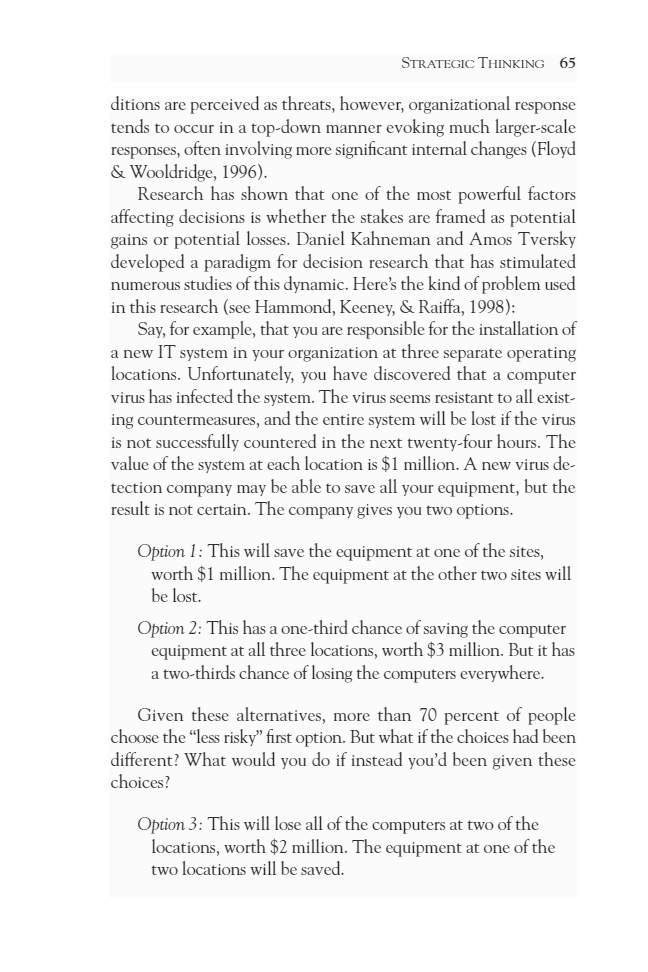 STRATEGIC THINKING 65
ditions are perceived as threats, however, organizational response
tends to occur in a top-down manner evoking much larger-scale
responses, often involving more significant internal changes (Floyd
& Wooldridge, 1996).
Research has shown that one of the most powerful factors
affecting decisions is whether the stakes are framed as potential
gains or potential losses. Daniel Kahneman and Amos Tversky
developed a paradigm for decision research that has stimulated
numerous studies of this dynamic. Here’s the kind of problem used
in this research (see Hammond, Keeney, & Raiffa, 1998):
Say, for example, that you are responsible for the installation of
a new IT system in your organization at three separate operating
locations. Unfortunately, you have discovered that a computer
virus has infected the system. The virus seems resistant to all exist-
ing countermeasures, and the entire system will be lost if the virus
is not successfully countered in the next twenty-four hours. The
value of the system at each location is $1 million. A new virus de-
tection company may be able to save all your equipment, but the
result is not certain. The company gives you two options.
Option 1: This will save the equipment at one of the sites,
worth $1 million. The equipment at the other two sites will
be lost.
Option 2: This has a one-third chance of saving the computer
equipment at all three locations, worth $3 million. But it has
a two-thirds chance of losing the computers everywhere.
Given these alternatives, more than 70 percent of people
choose the “less risky” first option. But what if the choices had been
different? What would you do if instead you’d been given these
choices?
Option 3: This will lose all of the computers at two of the
locations, worth $2 million. The equipment at one of the
two locations will be saved.